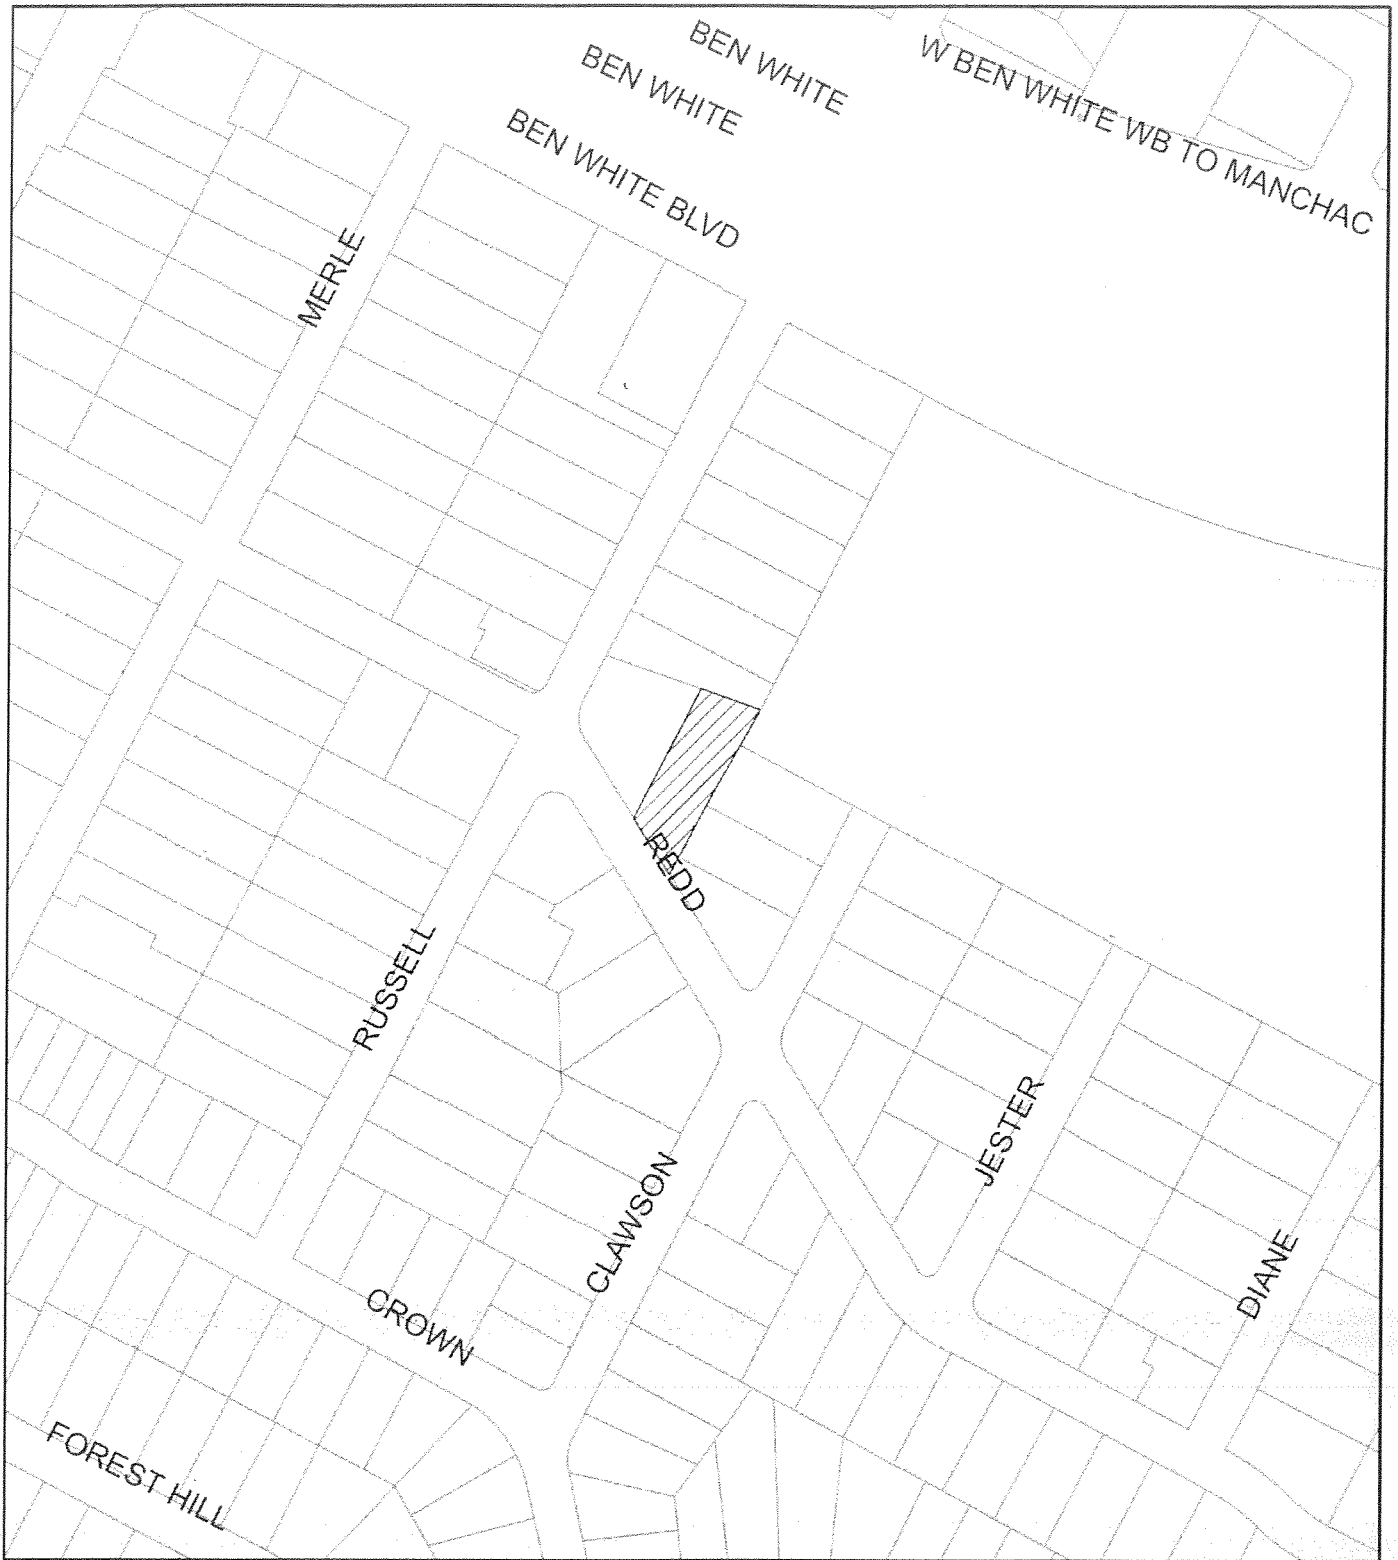 BEN WHITE
BEN WHITE
W BEN WHITE WB TO MANCHAC
BEN WHITE BLVD
MERLE
REDD
RUSSELL
JESTER
CLAWSON
DIANE
CROWN
FOREST HILL